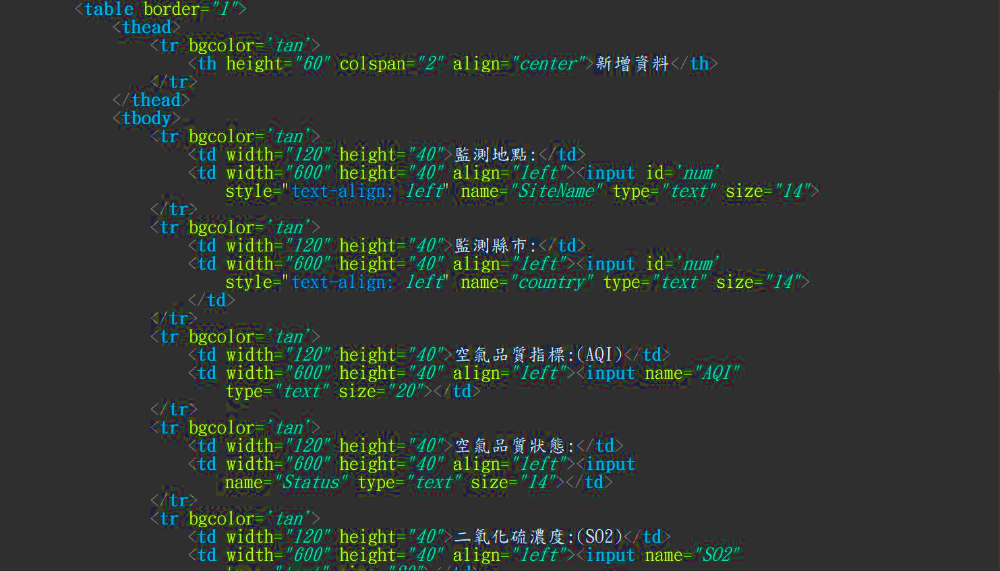 <table border="1">
<thead>
<tr bgcolor='tan'>
<th height="60" colspan="2" align="center">新增資料</th>
</tr>
</thead>
<tbody>
<tr bgcolor='tan'>
<td width="120" height="40">監測地點:</td>
<td width="600" height="40" align="left"><input id='num'
style="text-align: left" name="SiteName" type="text" size="14">
</tr>
<tr bgcolor='tan'>
<td width="120" height="40">監測縣市:</td>
<td width="600" height="40" align="left"><input id='num'
style="text-align: left" name="country" type="text" size="14">
</td>
</tr>
<tr bgcolor='tan'>
<td width="120" height="40">空氣品質指標:(AQI)</td>
<td width="600" height="40" align="left"><input name="AQI"
type="text" size="20"></td>
</tr>
<tr bgcolor='tan'>
<td width="120" height="40">空氣品質狀態:</td>
<td width="600" height="40" align="left"><input
name="Status" type="text" size="14"></td>
</tr>
<tr bgcolor='tan'>
<td width="120" height="40">二氧化硫濃度:(SO2)</td>
<td width="600" height="40" align="left"><input name="SO2"
type="text" size="20"></td>